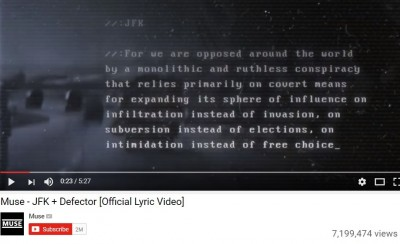 //:JFK
//:For we are opposed around the world
by a monolithic and ruthless conspiracy
that relies primarily on covert means
for expanding its sphere of influence on
infiltration instead of invasion, on
subversion instead of elections, on
intimidation instead of free choice_
0:23 / 5:27
Muse - JFK + Defector [Official Lyric Video]
MUSE
Muse
Subscribe 2M
7,199,474 views